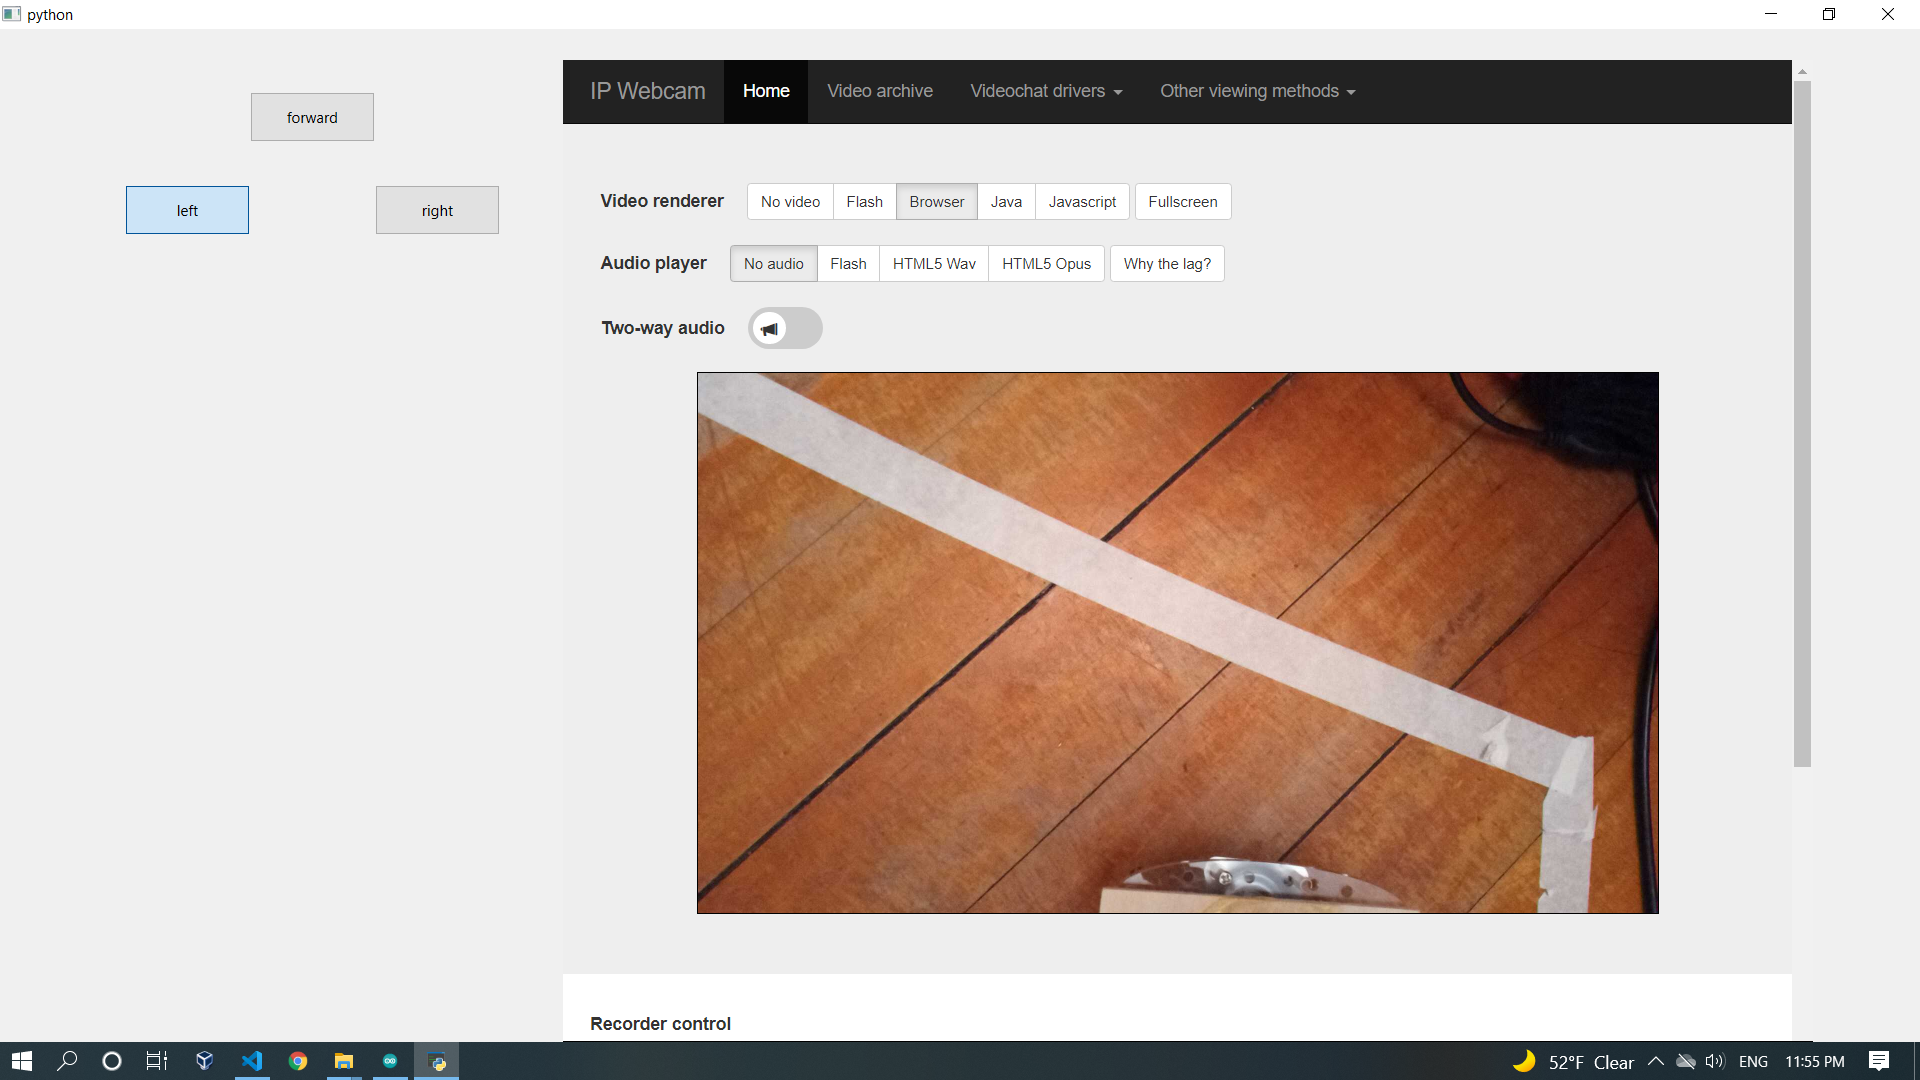 python
forward
left
right
IP Webcam Home Video archive Videochat drivers Other viewing methods
Video renderer No video Flash Browser Java Javascript Fullscreen
Audio player No audio Flash HTML5 Wav HTML5 Opus Why the lag?
Two-way audio
Recorder control
52°F Clear ENG 11:55 PM